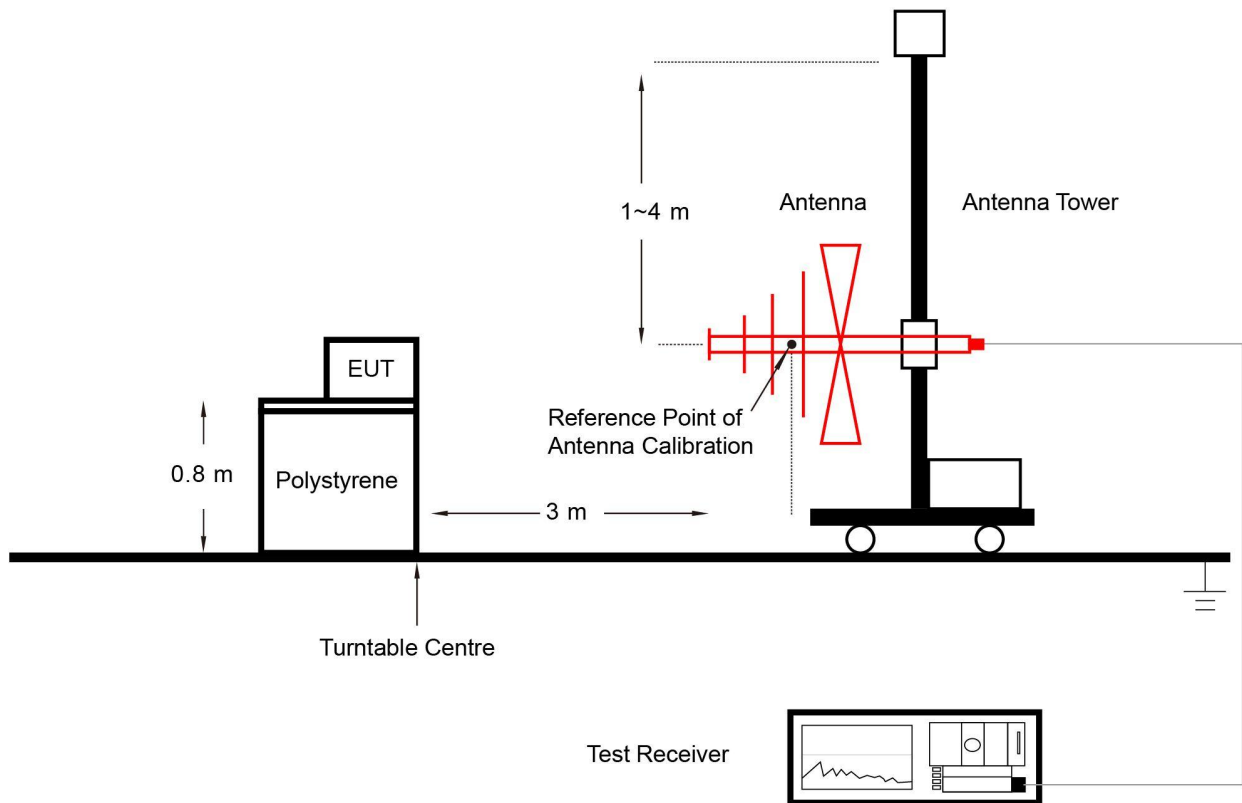 1~4 m
Antenna
Antenna Tower
EUT
Reference Point of
Antenna Calibration
0.8 m
Polystyrene
3 m
Turntable Centre
Test Receiver